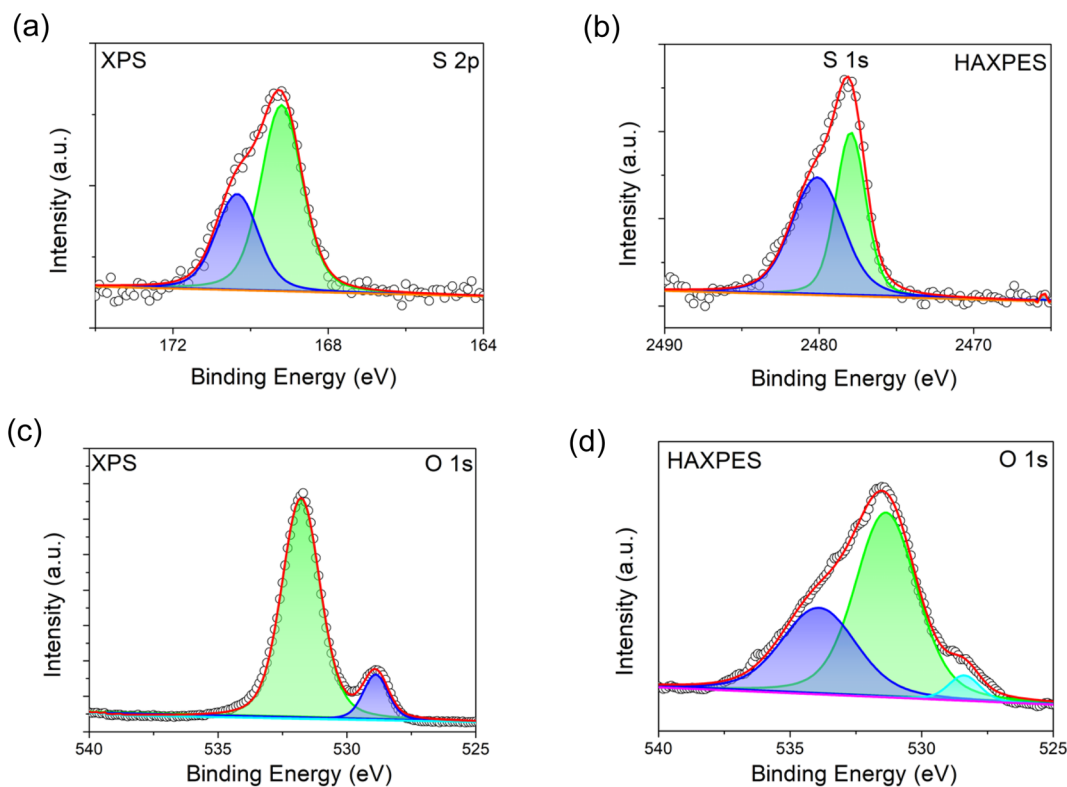 (a)
XPS
S 2p
Intensity (a.u.)
172
168
164
Binding Energy (eV)
(b)
S 1s
HAXPES
Intensity (a.u.)
2490
2480
2470
Binding Energy (eV)
(c)
XPS
O 1s
Intensity (a.u.)
540
535
530
525
Binding Energy (eV)
(d)
HAXPES
O 1s
Intensity (a.u.)
540
535
530
525
Binding Energy (eV)